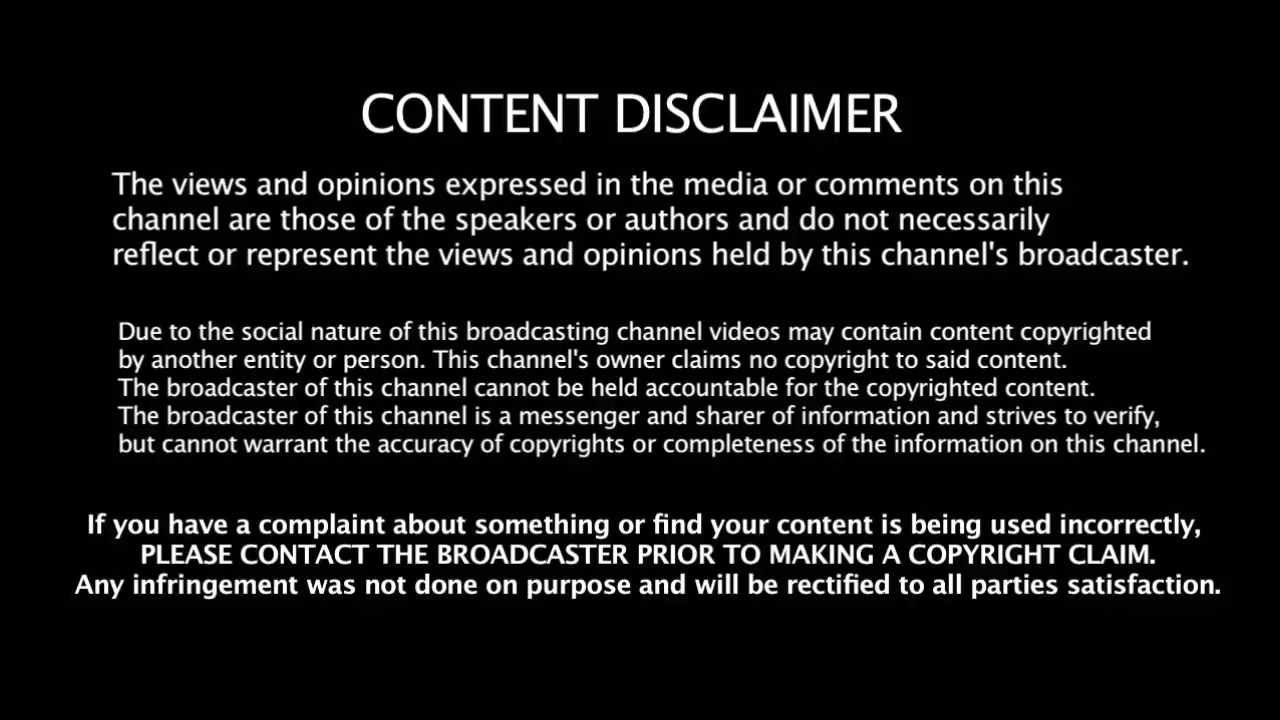 CONTENT DISCLAIMER
The views and opinions expressed in the media or comments on this
channel are those of the speakers or authors and do not necessarily
reflect or represent the views and opinions held by this channel's broadcaster.
Due to the social nature of this broadcasting channel videos may contain content copyrighted
by another entity or person. This channel's owner claims no copyright to said content.
The broadcaster of this channel cannot be held accountable for the copyrighted content.
The broadcaster of this channel is a messenger and sharer of information and strives to verify,
but cannot warrant the accuracy of copyrights or completeness of the information on this channel.
If you have a complaint about something or find your content is being used incorrectly,
PLEASE CONTACT THE BROADCASTER PRIOR TO MAKING A COPYRIGHT CLAIM.
Any infringement was not done on purpose and will be rectified to all parties satisfaction.